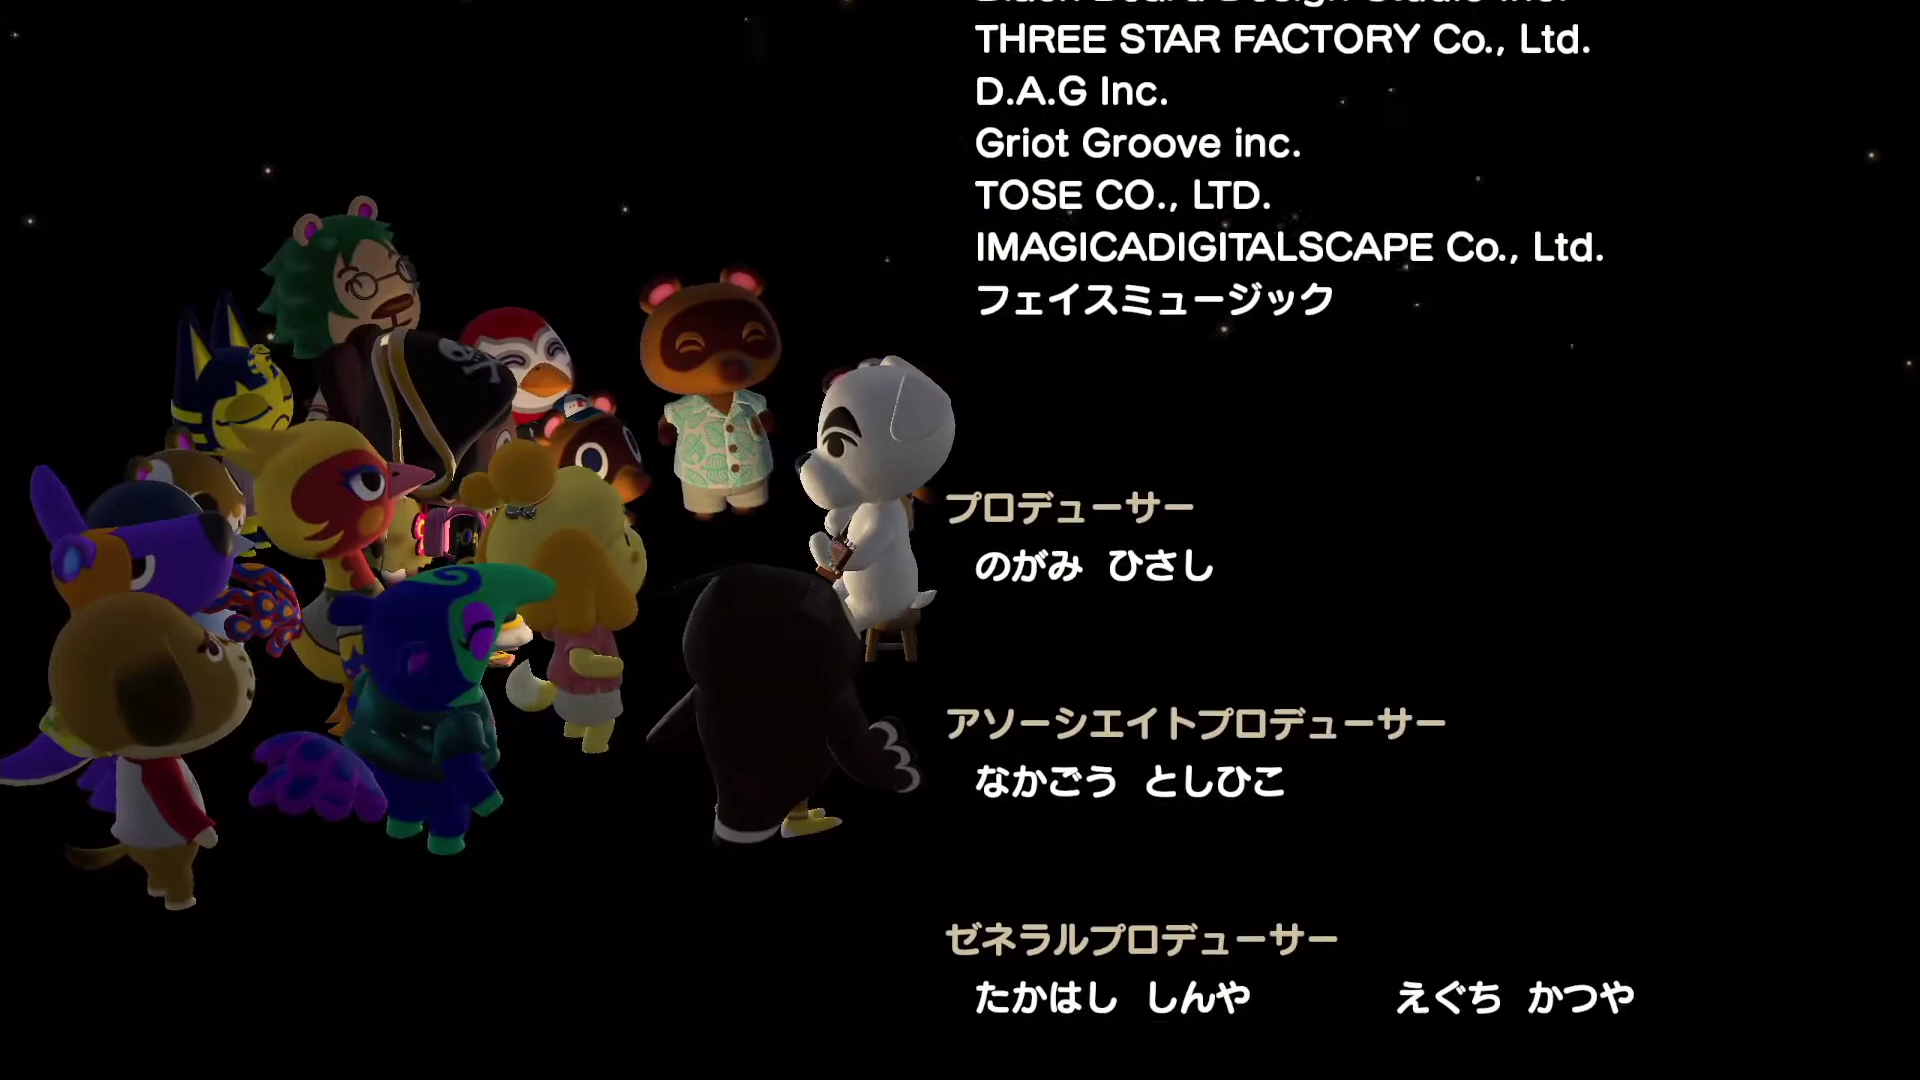 THREE STAR FACTORY Co., Ltd.
D.A.G Inc.
Griot Groove inc.
TOSE CO., LTD.
IMAGICADIGITALSCAPE Co., Ltd.
フェイスミュージック
プロデューサー
のがみ ひさし
アソーシエイトプロデューサー
なかごう としひこ
ゼネラルプロデューサー
たかはし しんや えぐち かつや